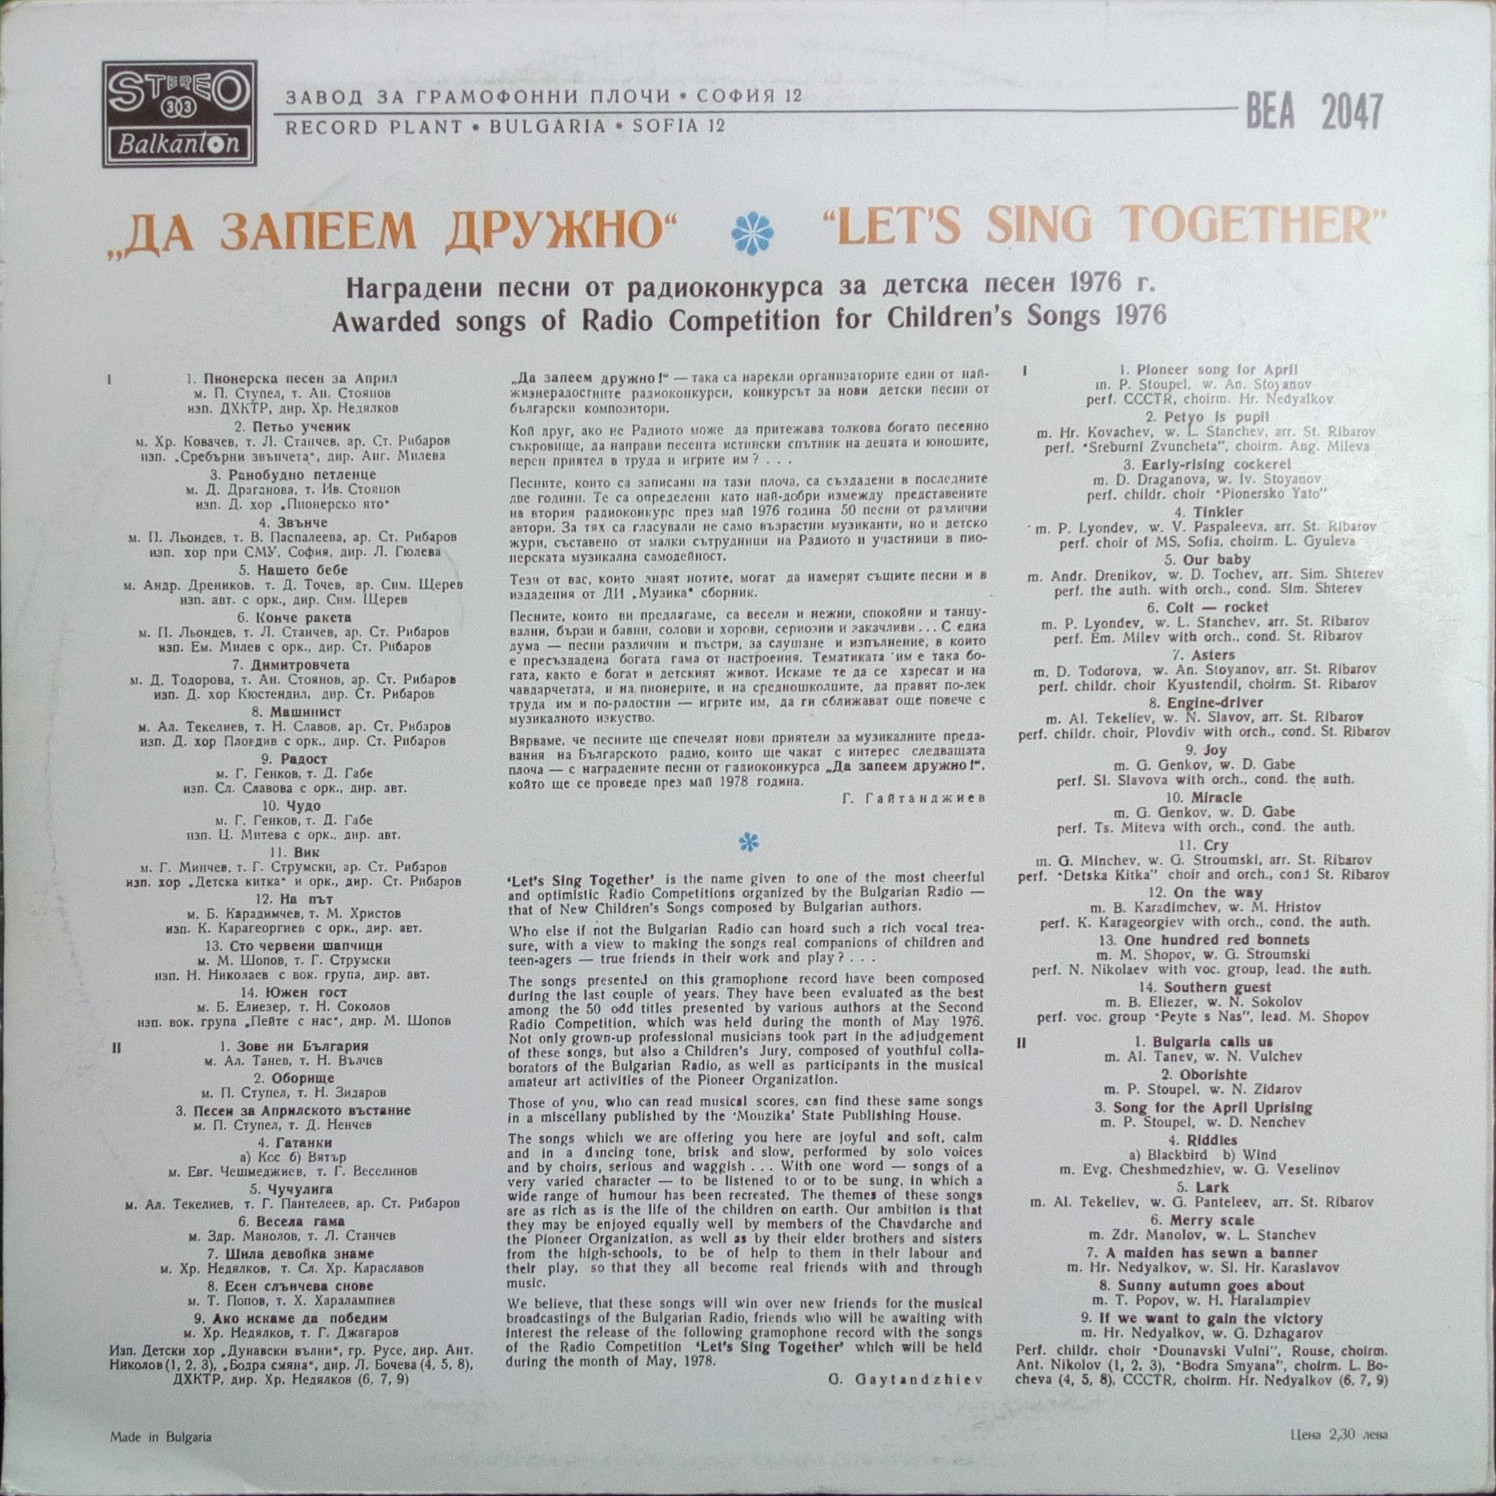 STEREO
33
Balkanton
ЗАВОД ЗА ГРАМОФОННИ ПЛОЧИ • СОФИЯ 12
RECORD PLANT • BULGARIA • SOFIA 12
ВЕА 2047
„ДА ЗАПЕЕМ ДРУЖНО“
“LET'S SING TOGETHER”
Наградени песни от радиоконкурса за детска песен 1976 г.
Awarded songs of Radio Competition for Children's Songs 1976
I
1. Пионерска песен за Април
м. П. Ступел, т. Ан. Стоянов
изп. ДХКТР, дир. Хр. Недялков
2. Петьо ученик
м. Хр. Ковачев, т. Л. Станчев, ар. Ст. Рибаров
изп. „Сребърни звънчета“, дир. Анг. Милева
3. Ранобудно петленце
м. Д. Драганова, т. Ив. Стоянов
изп. Д. хор „Пионерско ято“
4. Звънче
м. П. Льондев, т. В. Паспалеева, ар. Ст. Рибаров
изп. хор при СМУ, София, дир. Л. Гюлева
5. Нашето бебе
м. Андр. Дреников, т. Д. Точев, ар. Сим. Щерев
изп. авт. с орк., дир. Сим. Щерев
6. Конче ракета
м. П. Льондев, т. Л. Станчев, ар. Ст. Рибаров
изп. Ем. Милев с орк., дир. Ст. Рибаров
7. Димитровчета
м. Д. Тодорова, т. Ан. Стоянов, ар. Ст. Рибаров
изп. Д. хор Кюстендил, дир. Ст. Рибаров
8. Машинист
м. Ал. Текелиев, т. Н. Славов, ар. Ст. Рибаров
изп. Д. хор Пловдив с орк., дир. Ст. Рибаров
9. Радост
м. Г. Генков, т. Д. Габе
изп. Сл. Славова с орк., дир. авт.
10. Чудо
м. Г. Генков, т. Д. Габе
изп. Ц. Митева с орк., дир. авт.
11. Вик
м. Г. Минчев, т. Г. Струмски, ар. Ст. Рибаров
изп. хор „Детска китка“ и орк., дир. Ст. Рибаров
12. На път
м. Б. Карадимчев, т. М. Христов
изп. К. Карагеоргиев с орк., дир. авт.
13. Сто червени шапчици
м. М. Шопов, т. Г. Струмски
изп. Н. Николаев с вок. група, дир. авт.
14. Южен гост
м. Б. Елиезер, т. Н. Соколов
изп. вок. група „Пейте с нас“, дир. М. Шопов
II
1. Зове ни България
м. Ал. Танев, т. Н. Вълчев
2. Оборище
м. П. Ступел, т. Н. Зидаров
3. Песен за Априлското въстание
м. П. Ступел, т. Д. Ненчев
4. Гатанки
а) Кос б) Вятър
м. Евг. Чешмеджиев, т. Г. Веселинов
5. Чучулига
м. Ал. Текелиев, т. Г. Пантелеев, ар. Ст. Рибаров
6. Весела гама
м. Здр. Манолов, т. Л. Станчев
7. Шила девойка знаме
м. Хр. Недялков, т. Сл. Хр. Караславов
8. Есен слънчева снове
м. Т. Попов, т. Х. Харалампиев
9. Ако искаме да победим
м. Хр. Недялков, т. Г. Джагаров
Изп. Детски хор „Дунавски вълни“, гр. Русе, дир. Ант.
Николов (1, 2, 3), „Бодра смяна“, дир. Л. Бочева (4, 5, 8),
ДХКТР, дир. Хр. Недялков (6, 7, 9)
„Да запеем дружно!“ — така са нарекли организаторите един от най-
жизнерадостните радиоконкурси, конкурсът за нови детски песни от
български композитори.
Кой друг, ако не Радиото може да притежава толкова богато песенно
съкровище, да направи песента истински спътник на децата и юношите,
верен приятел в труда и игрите им? . . .
Песните, които са записани на тази плоча, са създадени в последните
две години. Те са определени като най-добри измежду представените
на втория радиоконкурс през май 1976 година 50 песни от различни
автори. За тях са гласували не само възрастни музиканти, но и детско
жури, съставено от малки сътрудници на Радиото и участници в пио-
нерската музикална самодейност.
Тези от вас, които знаят нотите, могат да намерят същите песни и в
издадения от ДИ „Музика“ сборник.
Песните, които ви предлагаме, са весели и нежни, спокойни и танцу-
вални, бързи и бавни, солови и хорови, сериозни и закачливи . . . С една
дума — песни различни и пъстри, за слушане и изпълнение, в които
е пресъздадена богата гама от настроения. Тематиката им е така бо-
гата, както е богат и детският живот. Искаме те да се харесат и на
чавдарчетата, и на пионерите, и на средношколците, да правят по-лек
труда им и по-радостни — игрите им, да ги сближават още повече с
музикалното изкуство.
Вярваме, че песните ще спечелят нови приятели за музикалните преда-
вания на Българското радио, които ще чакат с интерес следващата
плоча — с наградените песни от радиоконкурса „Да запеем дружно!“,
който ще се проведе през май 1978 година.
Г. Гайтанджиев
‘Let's Sing Together’ is the name given to one of the most cheerful
and optimistic Radio Competitions organized by the Bulgarian Radio —
that of New Children's Songs composed by Bulgarian authors.
Who else if not the Bulgarian Radio can hoard such a rich vocal trea-
sure, with a view to making the songs real companions of children and
teen-agers — true friends in their work and play? . . .
The songs presented on this gramophone record have been composed
during the last couple of years. They have been evaluated as the best
among the 50 odd titles presented by various authors at the Second
Radio Competition, which was held during the month of May 1976.
Not only grown-up professional musicians took part in the adjudgement
of these songs, but also a Children's Jury, composed of youthful colla-
borators of the Bulgarian Radio, as well as participants in the musical
amateur art activities of the Pioneer Organization.
Those of you, who can read musical scores, can find these same songs
in a miscellany published by the ‘Mouzika’ State Publishing House.
The songs which we are offering you here are joyful and soft, calm
and in a dancing tone, brisk and slow, performed by solo voices
and by choirs, serious and waggish . . . With one word — songs of a
very varied character — to be listened to or to be sung, in which a
wide range of humour has been recreated. The themes of these songs
are as rich as is the life of the children on earth. Our ambition is that
they may be enjoyed equally well by members of the Chavdarche and
the Pioneer Organization, as well as by their elder brothers and sisters
from the high-schools, to be of help to them in their labour and
their play, so that they all become real friends with and through
music.
We believe, that these songs will win over new friends for the musical
broadcastings of the Bulgarian Radio, friends who will be awaiting with
interest the release of the following gramophone record with the songs
of the Radio Competition ‘Let's Sing Together’ which will be held
during the month of May, 1978.
G. Gaytandzhiev
I
1. Pioneer song for April
m. P. Stoupel, w. An. Stoyanov
perf. CCCTR, choirm. Hr. Nedyalkov
2. Petyo is pupil
m. Hr. Kovachev, w. L. Stanchev, arr. St. Ribarov
perf. “Sreburni Zvuncheta”, choirm. Ang. Mileva
3. Early-rising cockerel
m. D. Draganova, w. Iv. Stoyanov
perf. childr. choir “Pionersko Yato”
4. Tinkler
m. P. Lyondev, w. V. Paspaleeva, arr. St. Ribarov
perf. choir of MS, Sofia, choirm. L. Gyuleva
5. Our baby
m. Andr. Drenikov, w. D. Tochev, arr. Sim. Shterev
perf. the auth. with orch., cond. Sim. Shterev
6. Colt — rocket
m. P. Lyondev, w. L. Stanchev, arr. St. Ribarov
perf. Em. Milev with orch., cond. St. Ribarov
7. Asters
m. D. Todorova, w. An. Stoyanov, arr. St. Ribarov
perf. childr. choir Kyustendil, choirm. St. Ribarov
8. Engine-driver
m. Al. Tekeliev, w. N. Slavov, arr. St. Ribarov
perf. childr. choir, Plovdiv with orch., cond. St. Ribarov
9. Joy
m. G. Genkov, w. D. Gabe
perf. Sl. Slavova with orch., cond. the auth.
10. Miracle
m. G. Genkov, w. D. Gabe
perf. Ts. Miteva with orch., cond. the auth.
11. Cry
m. G. Minchev, w. G. Stroumski, arr. St. Ribarov
perf. “Detska Kitka” choir and orch., cond St. Ribarov
12. On the way
m. B. Karadimchev, w. M. Hristov
perf. K. Karageorgiev with orch., cond. the auth.
13. One hundred red bonnets
m. M. Shopov, w. G. Stroumski
perf. N. Nikolaev with voc. group, lead. the auth.
14. Southern guest
m. B. Eliezer, w. N. Sokolov
perf. voc. group “Peyte s Nas”, lead. M. Shopov
II
1. Bulgaria calls us
m. Al. Tanev, w. N. Vulchev
2. Oborishte
m. P. Stoupel, w. N. Zidarov
3. Song for the April Uprising
m. P. Stoupel, w. D. Nenchev
4. Riddles
a) Blackbird b) Wind
m. Evg. Cheshmedzhiev, w. G. Veselinov
5. Lark
m. Al. Tekeliev, w. G. Panteleev, arr. St. Ribarov
6. Merry scale
m. Zdr. Manolov, w. L. Stanchev
7. A maiden has sewn a banner
m. Hr. Nedyalkov, w. Sl. Hr. Karaslavov
8. Sunny autumn goes about
m. T. Popov, w. H. Haralampiev
9. If we want to gain the victory
m. Hr. Nedyalkov, w. G. Dzhagarov
Perf. childr. choir “Dounavski Vulni”, Rouse, choirm.
Ant. Nikolov (1, 2, 3), “Bodra Smyana”, choirm. L. Bo-
cheva (4, 5, 8), CCCTR, choirm. Hr. Nedyalkov (6, 7, 9)
Made in Bulgaria
Цена 2,30 лева